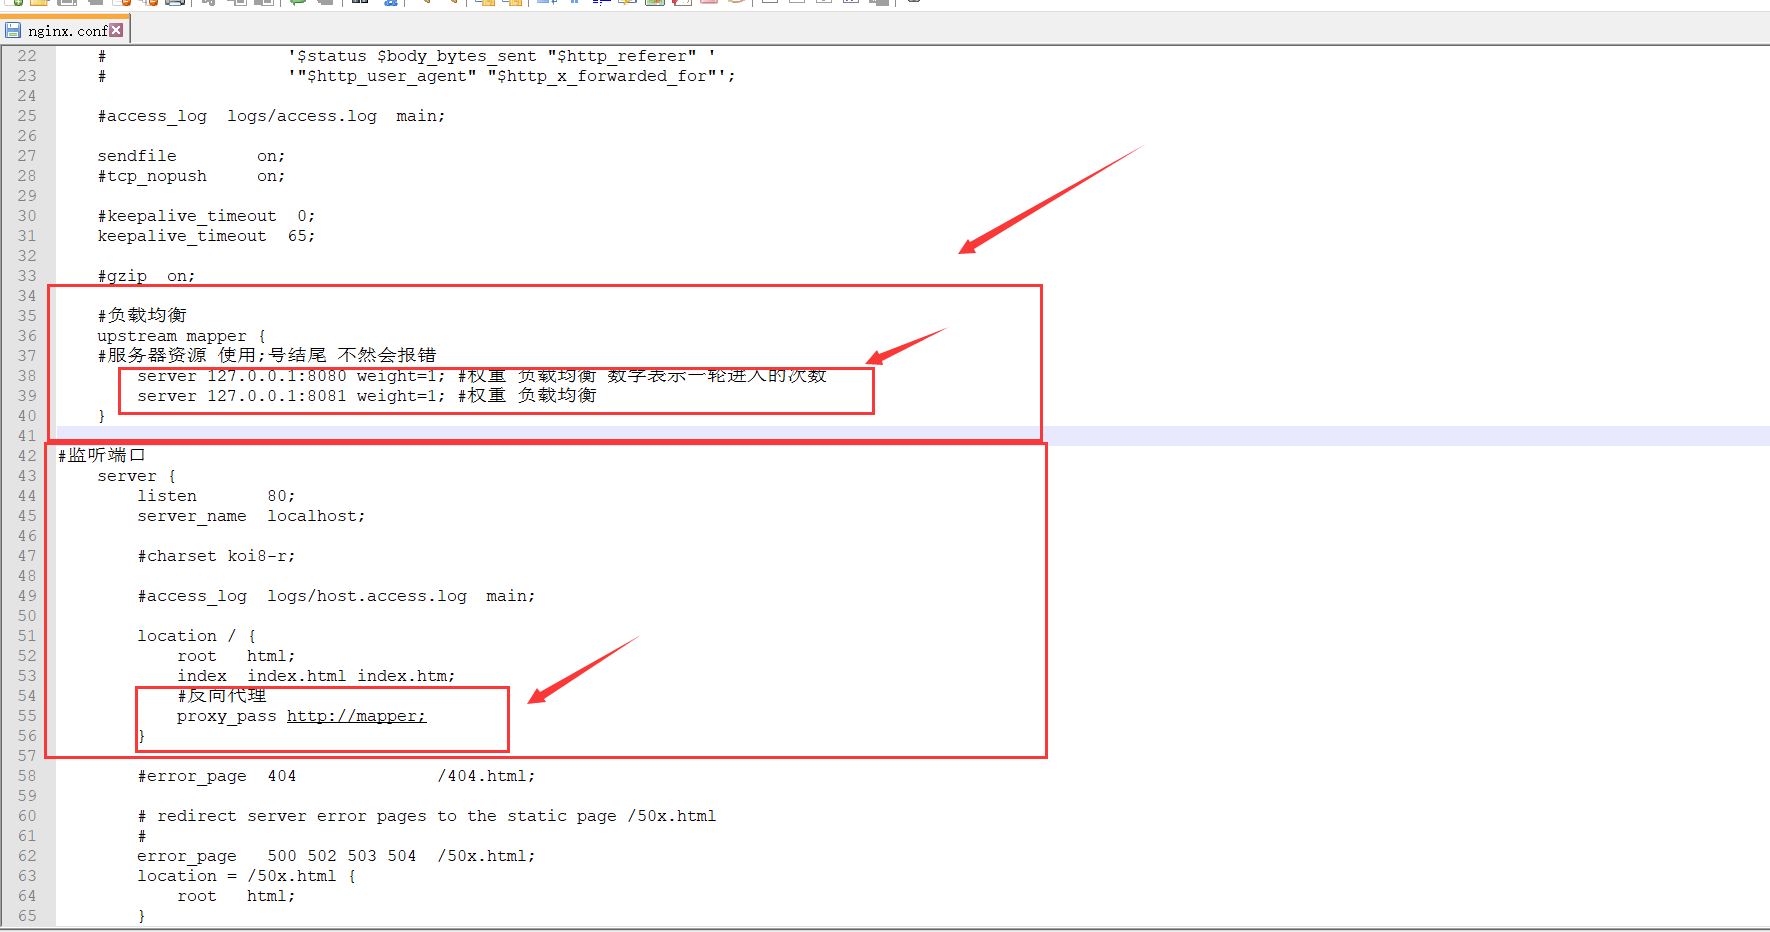 nginx.conf
22 # '$status $body_bytes_sent "$http_referer" '
23 # '"$http_user_agent" "$http_x_forwarded_for"';
24
25 #access_log logs/access.log main;
26
27 sendfile on;
28 #tcp_nopush on;
29
30 #keepalive_timeout 0;
31 keepalive_timeout 65;
32
33 #gzip on;
34
35 #负载均衡
36 upstream mapper {
37 #服务器资源 使用;号结尾 不然会报错
38 server 127.0.0.1:8080 weight=1; #权重 负载均衡 数字表示一轮进入的次数
39 server 127.0.0.1:8081 weight=1; #权重 负载均衡
40 }
41
42 #监听端口
43 server {
44 listen 80;
45 server_name localhost;
46
47 #charset koi8-r;
48
49 #access_log logs/host.access.log main;
50
51 location / {
52 root html;
53 index index.html index.htm;
54 #反向代理
55 proxy_pass http://mapper;
56 }
57
58 #error_page 404 /404.html;
59
60 # redirect server error pages to the static page /50x.html
61 #
62 error_page 500 502 503 504 /50x.html;
63 location = /50x.html {
64 root html;
65 }